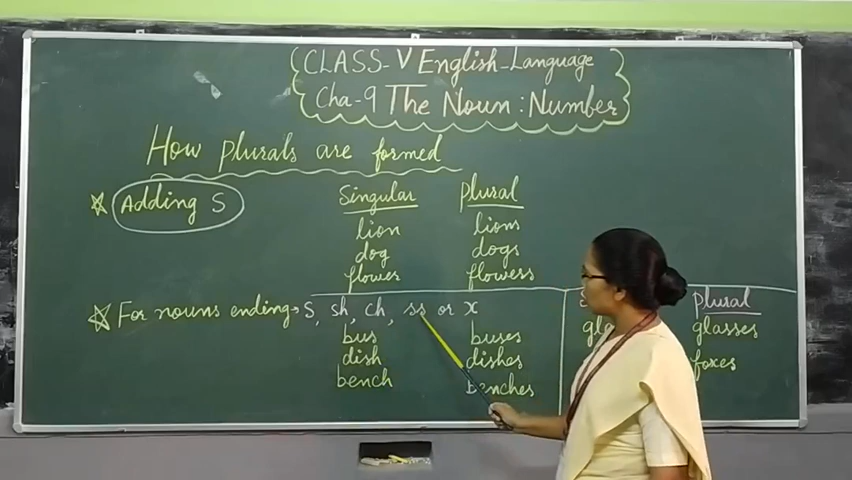 CLASS-V English-Language
Cha-9 The Noun: Number
How plurals are formed
Adding S
Singular plural
lion lions
dog dogs
flower flowers
For nouns ending→ S, sh, ch, ss or x
bus buses
dish dishes
bench benches
plural
glasses
foxes